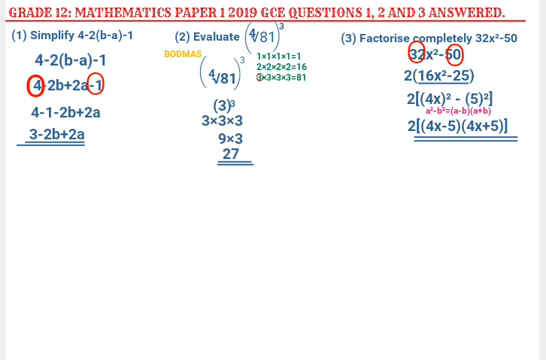 GRADE 12: MATHEMATICS PAPER 1 2019 GCE QUESTIONS 1, 2 AND 3 ANSWERED.
(1) Simplify 4-2(b-a)-1
4-2(b-a)-1
4-2b+2a-1
4-1-2b+2a
3-2b+2a
(2) Evaluate (∜81)³
BODMAS
1×1×1×1=1
2×2×2×2=16
3×3×3×3=81
(∜81)³
(3)³
3×3×3
9×3
27
(3) Factorise completely 32x²-50
32x²-50
2(16x²-25)
2[(4x)² - (5)²]
a²-b²=(a-b)(a+b)
2[(4x-5)(4x+5)]